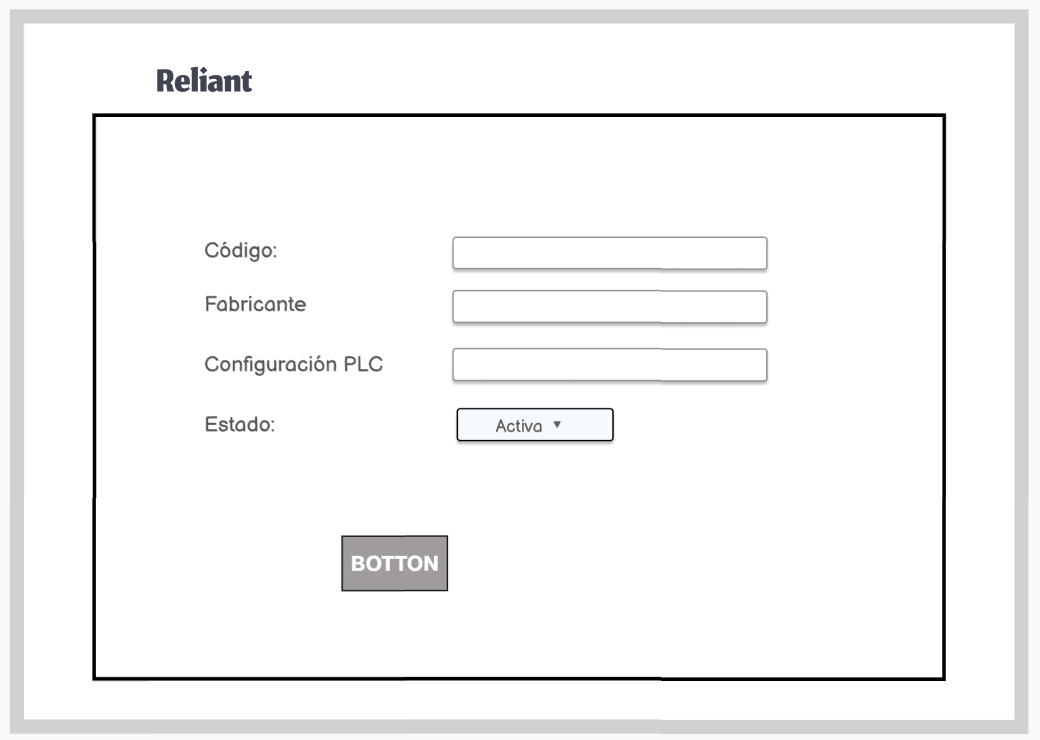 Reliant
Código:
Fabricante
Configuración PLC
Estado:
Activa ▼
BOTTON